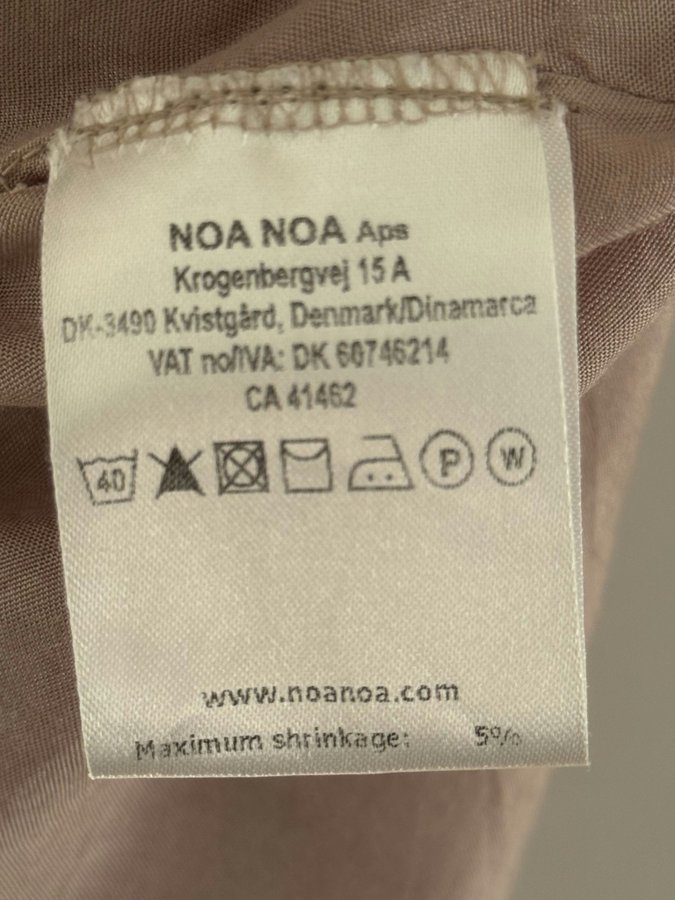 NOA NOA Aps
Krogenbergvej 15 A
DK-3490 Kvistgård, Denmark/Dinamarca
VAT no/IVA: DK 60746214
CA 41462
40 P W
www.noanoa.com
Maximum shrinkage: 5%